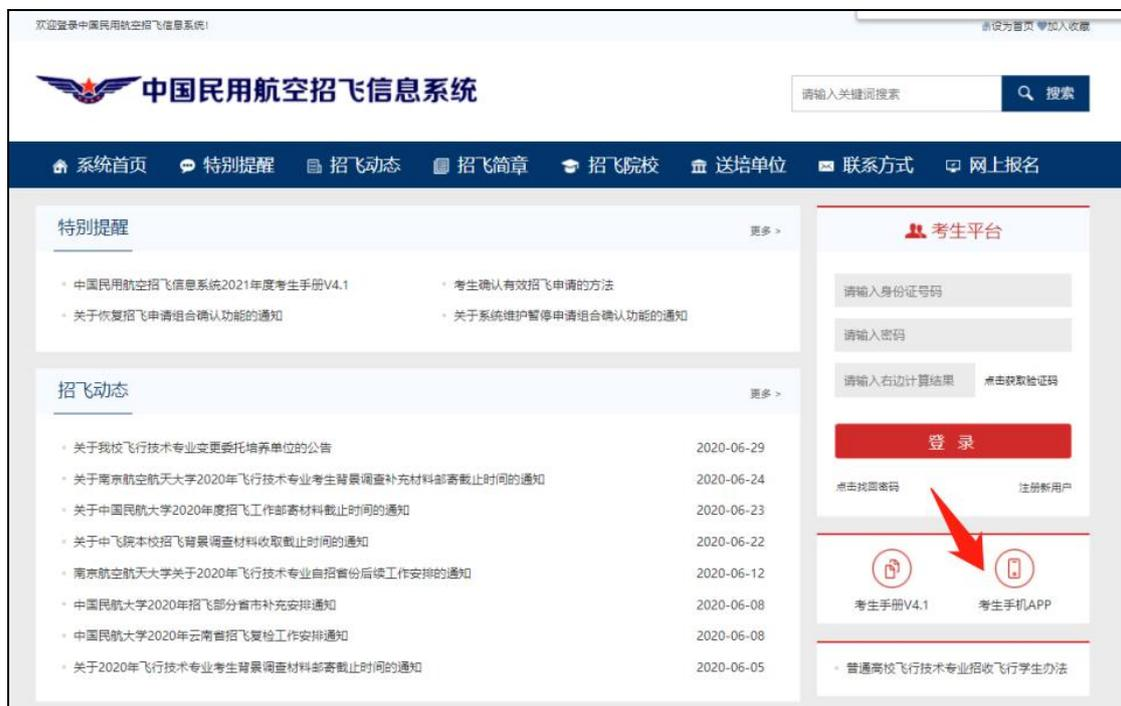 欢迎登录中国民用航空招飞信息系统!
设为首页 加入收藏
中国民用航空招飞信息系统
请输入关键词搜索 搜索
系统首页 特别提醒 招飞动态 招飞简章 招飞院校 送培单位 联系方式 网上报名
特别提醒 更多 >
中国民用航空招飞信息系统2021年度考生手册V4.1 考生确认有效招飞申请的方法
关于恢复招飞申请组合确认功能的通知 关于系统维护暂停申请组合确认功能的通知
招飞动态 更多 >
关于我校飞行技术专业变更委托培养单位的公告 2020-06-29
关于南京航空航天大学2020年飞行技术专业考生背景调查补充材料邮寄截止时间的通知 2020-06-24
关于中国民航大学2020年度招飞工作邮寄材料截止时间的通知 2020-06-23
关于中飞院本校招飞背景调查材料收取截止时间的通知 2020-06-22
南京航空航天大学关于2020年飞行技术专业自招省份后续工作安排的通知 2020-06-12
中国民航大学2020年招飞部分省市补充安排通知 2020-06-08
中国民航大学2020年云南省招飞复检工作安排通知 2020-06-08
关于2020年飞行技术专业考生背景调查材料邮寄截止时间的通知 2020-06-05
考生平台
请输入身份证号码
请输入密码
请输入右边计算结果 点击获取验证码
登 录
点击找回密码 注册新用户
考生手册V4.1 考生手机APP
普通高校飞行技术专业招收飞行学生办法